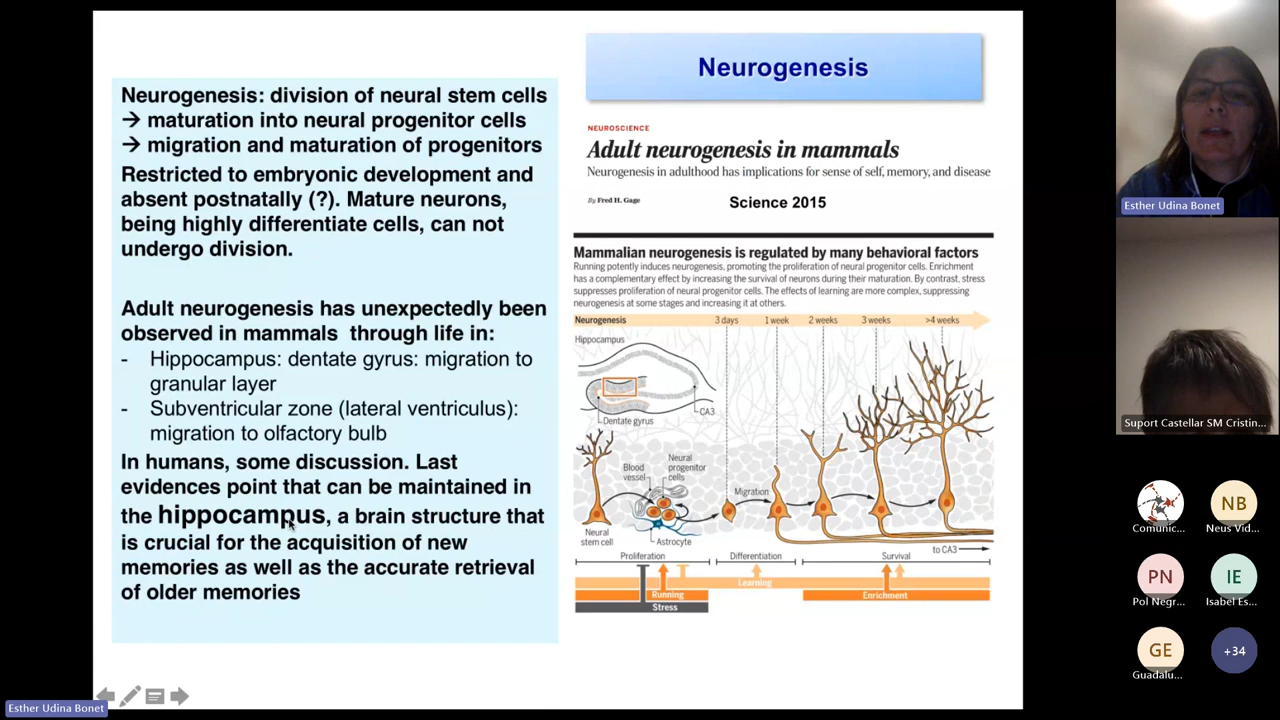 Neurogenesis: division of neural stem cells
→ maturation into neural progenitor cells
→ migration and maturation of progenitors
Restricted to embryonic development and
absent postnatally (?). Mature neurons,
being highly differentiate cells, can not
undergo division.
Adult neurogenesis has unexpectedly been
observed in mammals through life in:
- Hippocampus: dentate gyrus: migration to
granular layer
- Subventricular zone (lateral ventriculus):
migration to olfactory bulb
In humans, some discussion. Last
evidences point that can be maintained in
the hippocampus, a brain structure that
is crucial for the acquisition of new
memories as well as the accurate retrieval
of older memories
Neurogenesis
NEUROSCIENCE
Adult neurogenesis in mammals
Neurogenesis in adulthood has implications for sense of self, memory, and disease
By Fred H. Gage
Science 2015
Mammalian neurogenesis is regulated by many behavioral factors
Running potently induces neurogenesis, promoting the proliferation of neural progenitor cells. Enrichment
has a complementary effect by increasing the survival of neurons during their maturation. By contrast, stress
suppresses proliferation of neural progenitor cells. The effects of learning are more complex, suppressing
neurogenesis at some stages and increasing it at others.
Neurogenesis 3 days 1 week 2 weeks 3 weeks >4 weeks
Hippocampus
CA3
Dentate gyrus
Blood
vessel
Neural
progenitor
cells
Migration
Neural
stem cell
Astrocyte
to CA3
Proliferation Differentiation Survival
Learning
Running Enrichment
Stress
Esther Udina Bonet
Esther Udina Bonet
Suport Castellar SM Cristin...
Comunic...
NB
Neus Vid...
PN
Pol Negr...
IE
Isabel Es...
GE
Guadalu...
+34